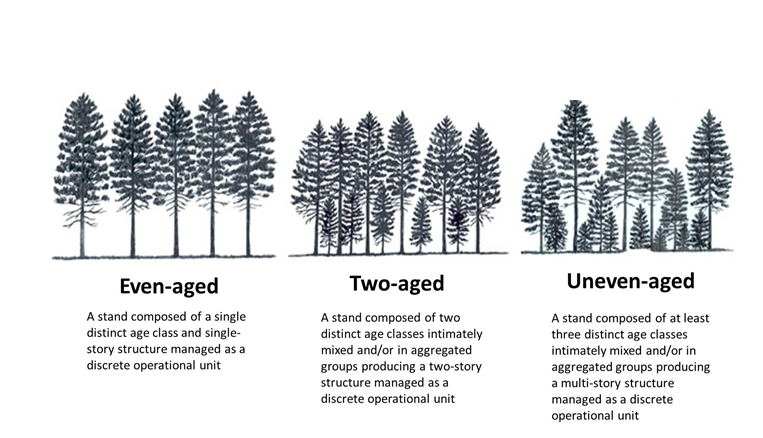 Even-aged
A stand composed of a single
distinct age class and single-
story structure managed as a
discrete operational unit
Two-aged
A stand composed of two
distinct age classes intimately
mixed and/or in aggregated
groups producing a two-story
structure managed as a
discrete operational unit
Uneven-aged
A stand composed of at least
three distinct age classes
intimately mixed and/or in
aggregated groups producing
a multi-story structure
managed as a discrete
operational unit